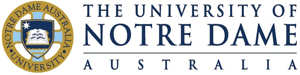 NOTRE DAME AUSTRALIA
UNIVERSITY
THE UNIVERSITY OF
NOTRE DAME
AUSTRALIA